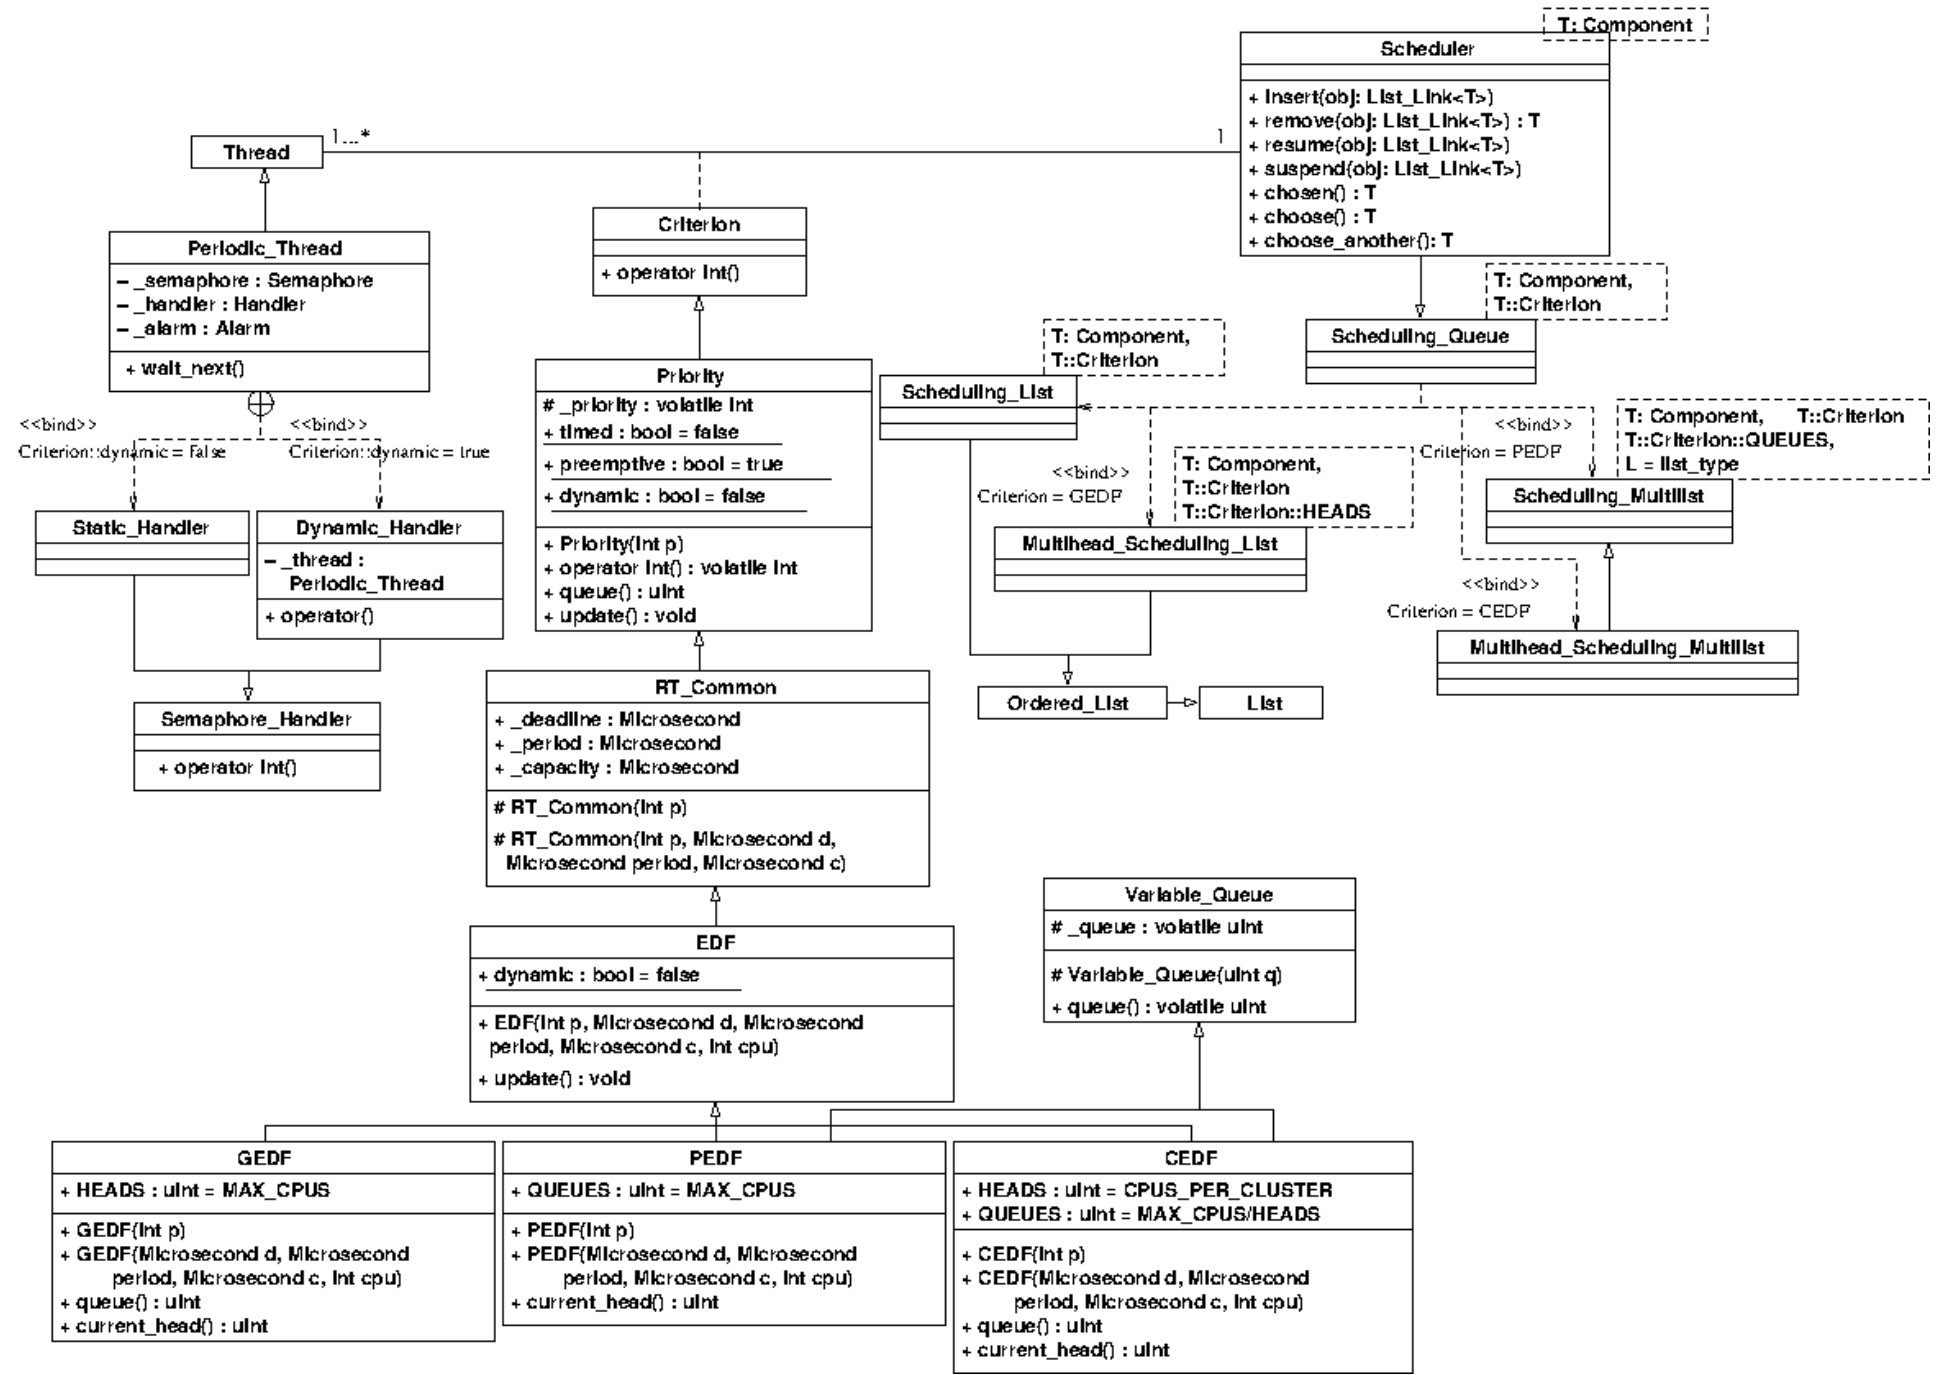 T: Component
Scheduler
+ insert(obj: List_Link<T>)
+ remove(obj: List_Link<T>) : T
+ resume(obj: List_Link<T>)
+ suspend(obj: List_Link<T>)
+ chosen() : T
+ choose() : T
+ choose_another(): T
1...*
1
Thread
Criterion
+ operator int()
Periodic_Thread
– _semaphore : Semaphore
– _handler : Handler
– _alarm : Alarm
+ wait_next()
T: Component,
T::Criterion
Scheduling_Queue
T: Component,
T::Criterion
Scheduling_List
Priority
# _priority : volatile int
+ timed : bool = false
+ preemptive : bool = true
+ dynamic : bool = false
+ Priority(int p)
+ operator int() : volatile int
+ queue() : uint
+ update() : void
<<bind>>
Criterion::dynamic = false
<<bind>>
Criterion::dynamic = true
Static_Handler
Dynamic_Handler
– _thread :
Periodic_Thread
+ operator()
Semaphore_Handler
+ operator int()
<<bind>>
Criterion = GEDF
T: Component,
T::Criterion
T::Criterion::HEADS
Multihead_Scheduling_List
<<bind>>
Criterion = PEDF
T: Component, T::Criterion
T::Criterion::QUEUES,
L = list_type
Scheduling_Multilist
<<bind>>
Criterion = CEDF
Multihead_Scheduling_Multilist
Ordered_List
List
RT_Common
+ _deadline : Microsecond
+ _period : Microsecond
+ _capacity : Microsecond
# RT_Common(int p)
# RT_Common(int p, Microsecond d,
Microsecond period, Microsecond c)
EDF
+ dynamic : bool = false
+ EDF(int p, Microsecond d, Microsecond
period, Microsecond c, int cpu)
+ update() : void
Variable_Queue
# _queue : volatile uint
# Variable_Queue(uint q)
+ queue() : volatile uint
GEDF
+ HEADS : uint = MAX_CPUS
+ GEDF(int p)
+ GEDF(Microsecond d, Microsecond
period, Microsecond c, int cpu)
+ queue() : uint
+ current_head() : uint
PEDF
+ QUEUES : uint = MAX_CPUS
+ PEDF(int p)
+ PEDF(Microsecond d, Microsecond
period, Microsecond c, int cpu)
+ current_head() : uint
CEDF
+ HEADS : uint = CPUS_PER_CLUSTER
+ QUEUES : uint = MAX_CPUS/HEADS
+ CEDF(int p)
+ CEDF(Microsecond d, Microsecond
period, Microsecond c, int cpu)
+ queue() : uint
+ current_head() : uint